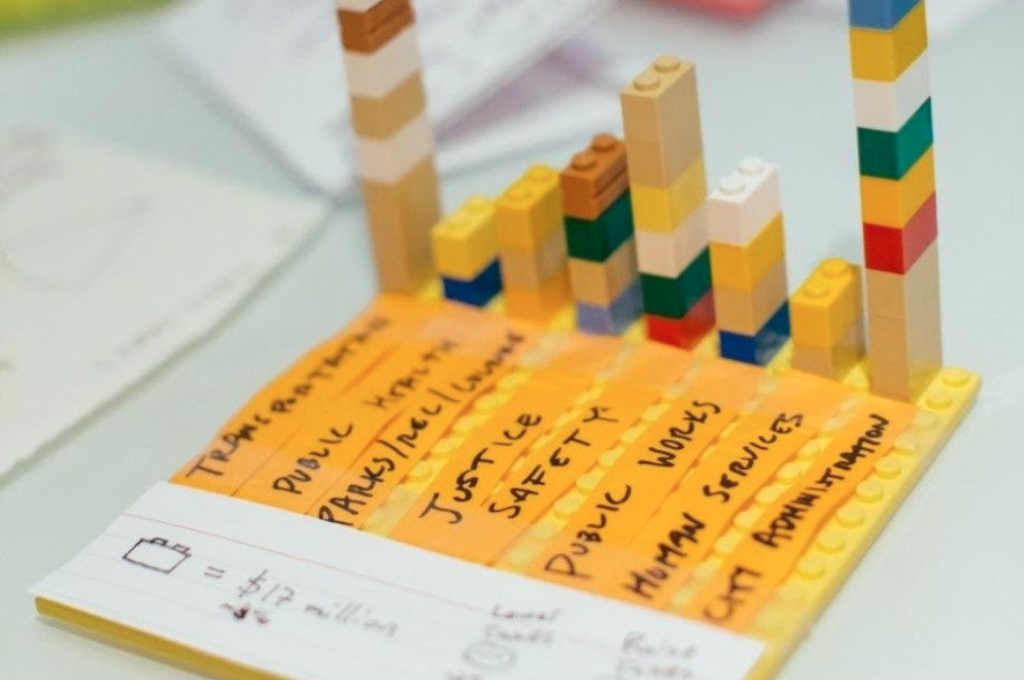 TRANSPORTATION
PUBLIC HEALTH
PARKS/REC/CULTURE
JUSTICE
SAFETY
PUBLIC WORKS
HUMAN SERVICES
CITY ADMINISTRATION
= $17 million